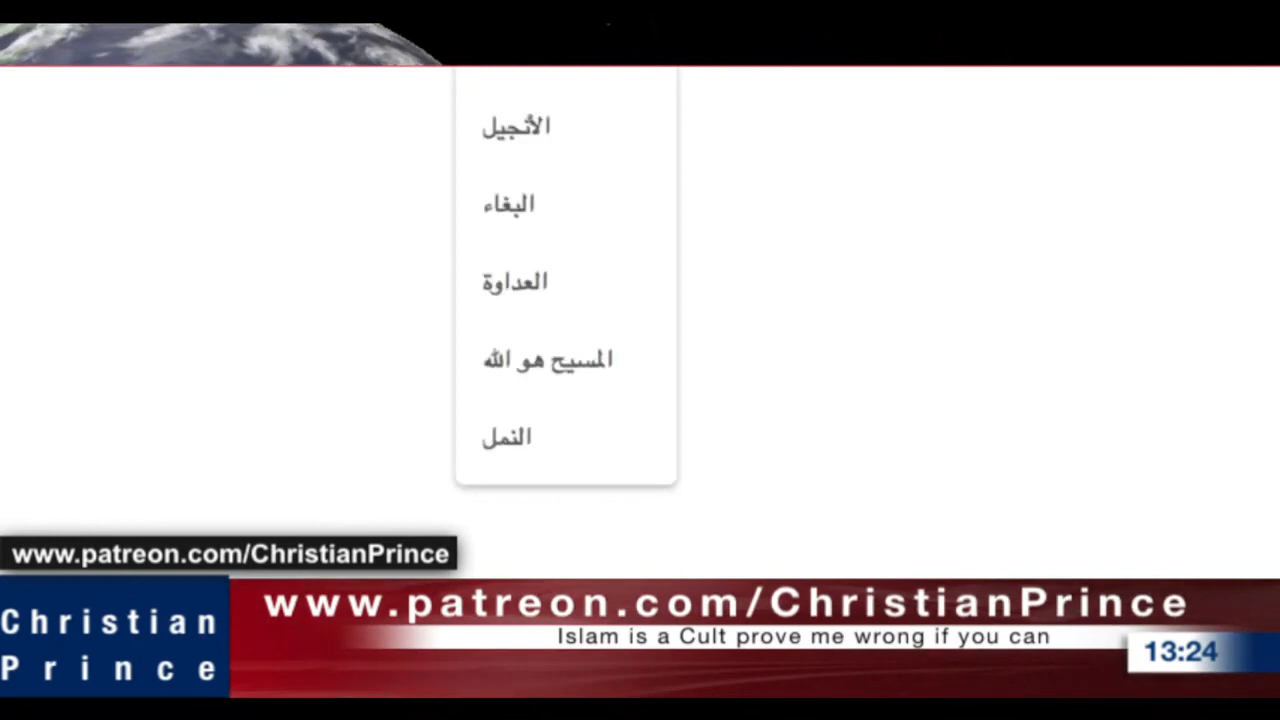 الأنجيل
البغاء
العداوة
المسيح هو الله
النمل
www.patreon.com/ChristianPrince
www.patreon.com/ChristianPrince
Islam is a Cult prove me wrong if you can
Christian
Prince
13:24